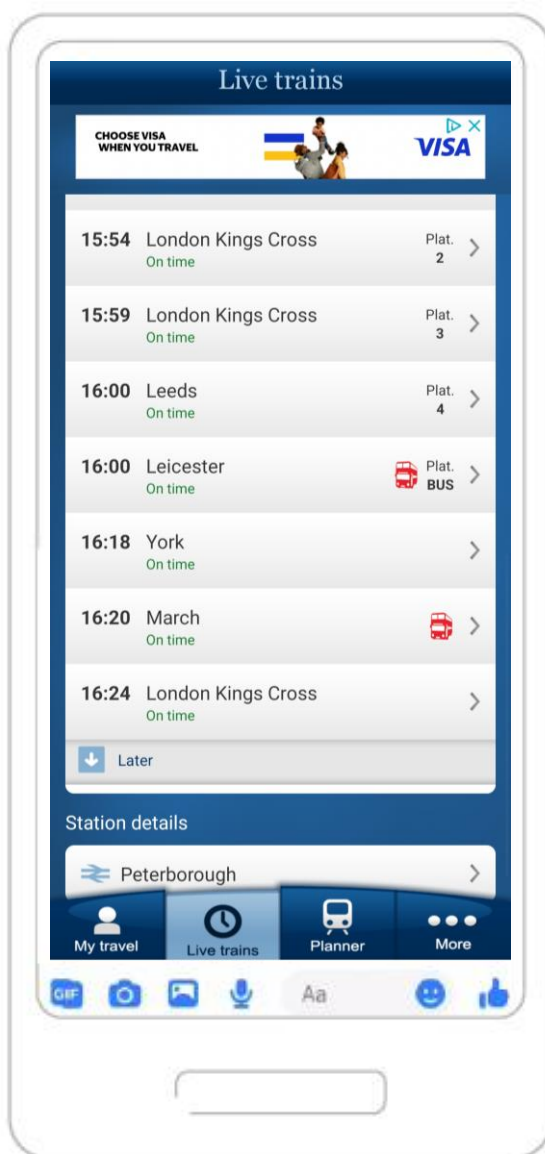 Live trains
CHOOSE VISA
WHEN YOU TRAVEL
VISA
15:54 London Kings Cross Plat.
On time 2
15:59 London Kings Cross Plat.
On time 3
16:00 Leeds Plat.
On time 4
16:00 Leicester Plat.
On time BUS
16:18 York
On time
16:20 March
On time
16:24 London Kings Cross
On time
Later
Station details
Peterborough
My travel Live trains Planner More
GIF Aa